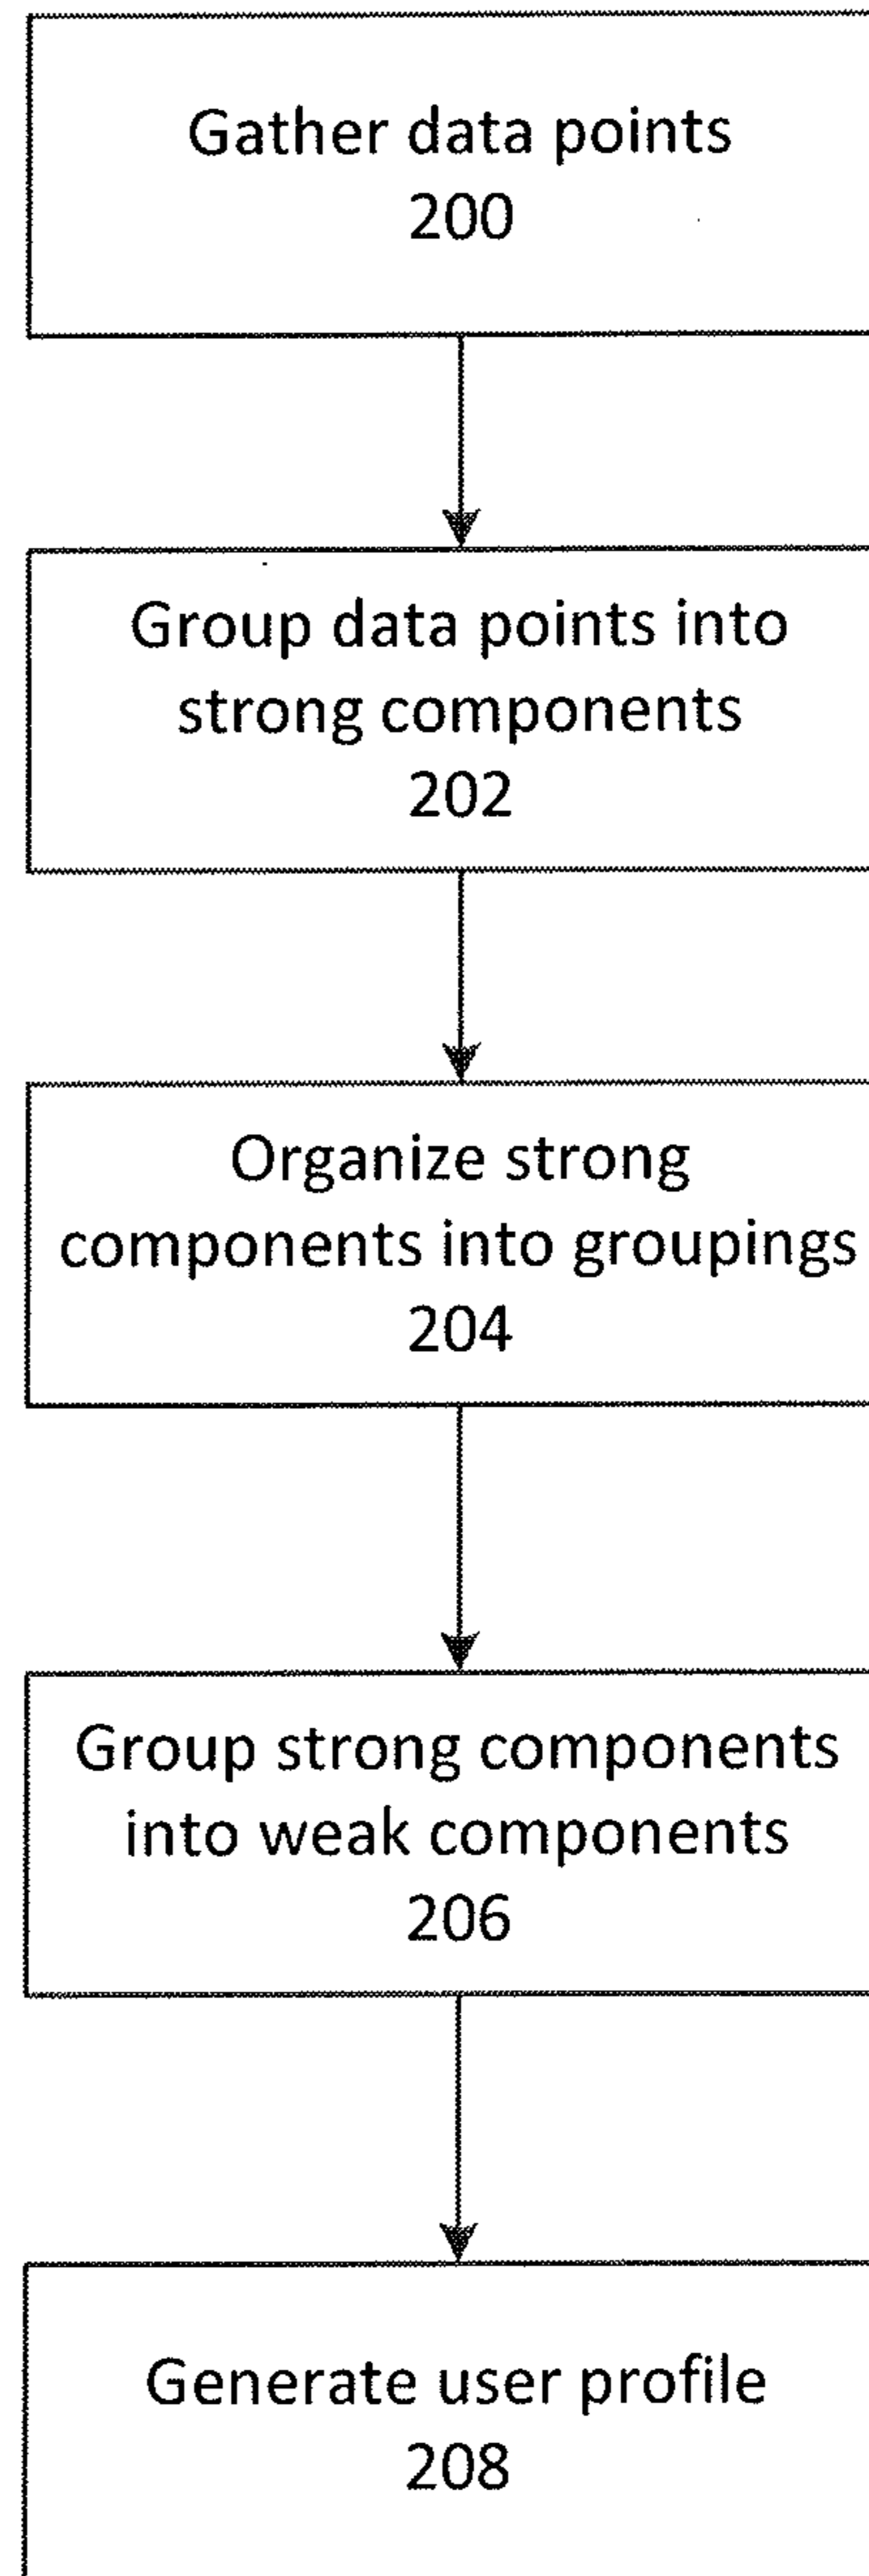 Gather data points
200
Group data points into
strong components
202
Organize strong
components into groupings
204
Group strong components
into weak components
206
Generate user profile
208